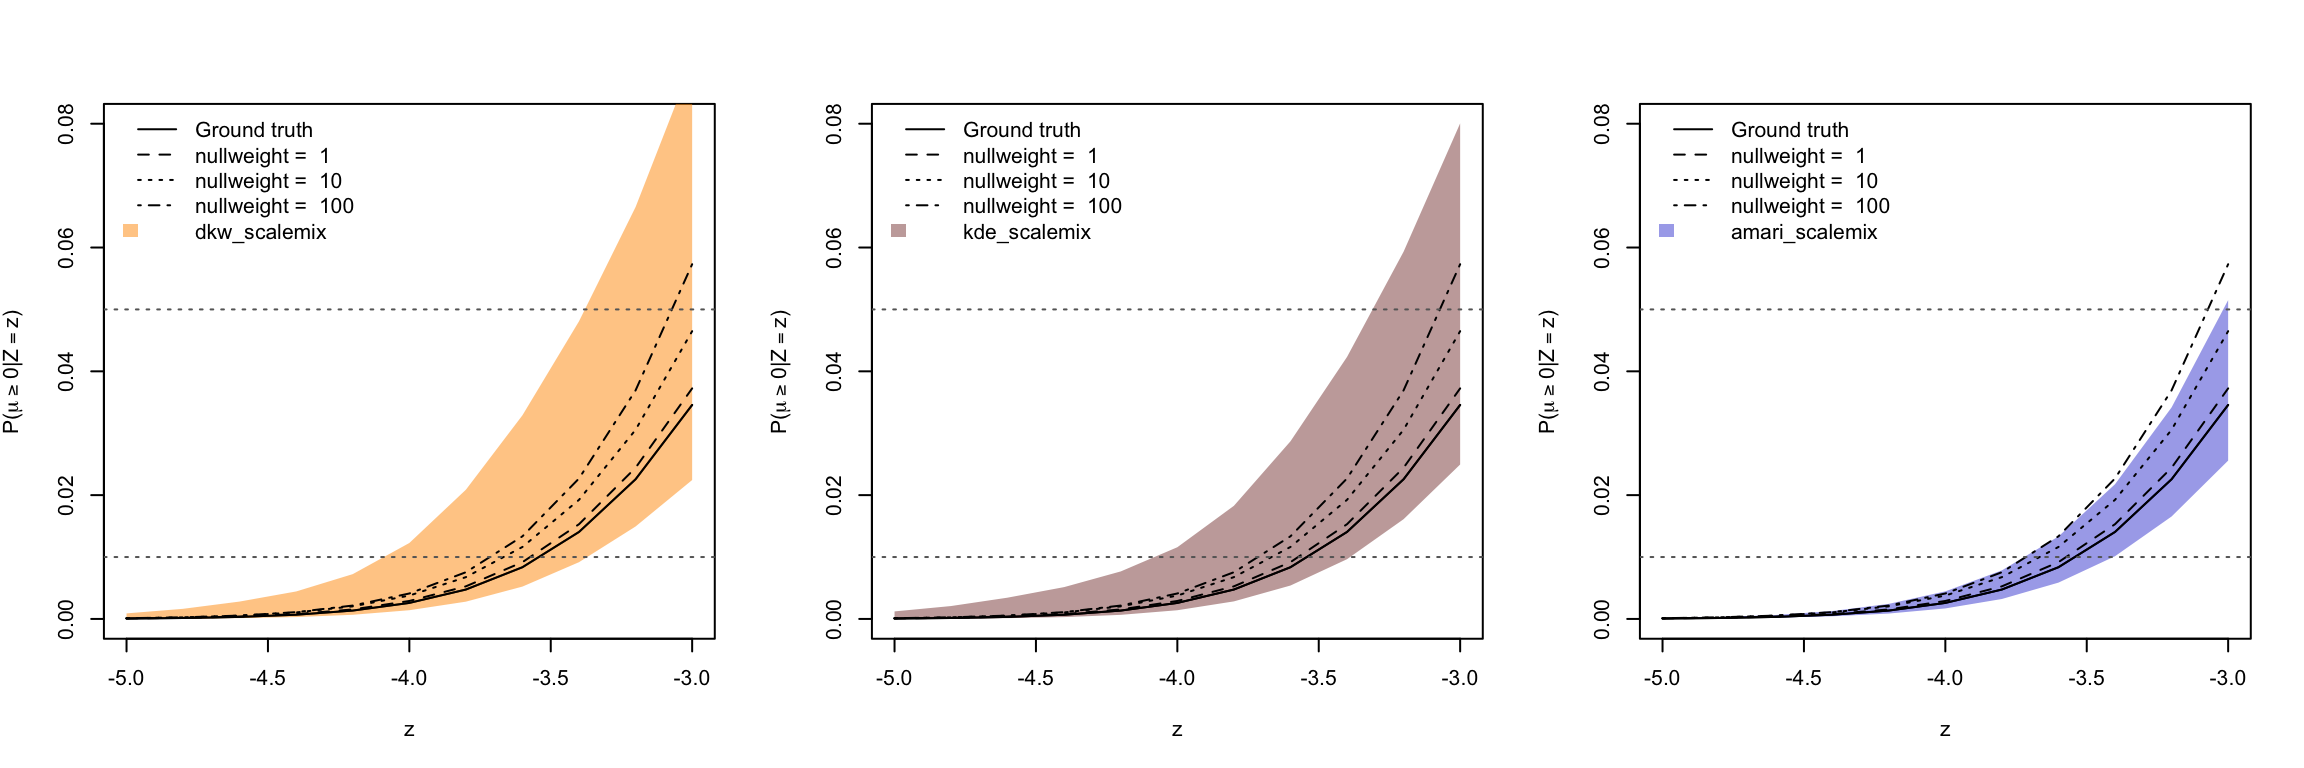 P(μ ≥ 0|Z = z)
0.08
0.06
0.04
0.02
0.00
Ground truth
nullweight = 1
nullweight = 10
nullweight = 100
dkw_scalemix
-5.0 -4.5 -4.0 -3.5 -3.0
z
P(μ ≥ 0|Z = z)
0.08
0.06
0.04
0.02
0.00
Ground truth
nullweight = 1
nullweight = 10
nullweight = 100
kde_scalemix
-5.0 -4.5 -4.0 -3.5 -3.0
z
P(μ ≥ 0|Z = z)
0.08
0.06
0.04
0.02
0.00
Ground truth
nullweight = 1
nullweight = 10
nullweight = 100
amari_scalemix
-5.0 -4.5 -4.0 -3.5 -3.0
z